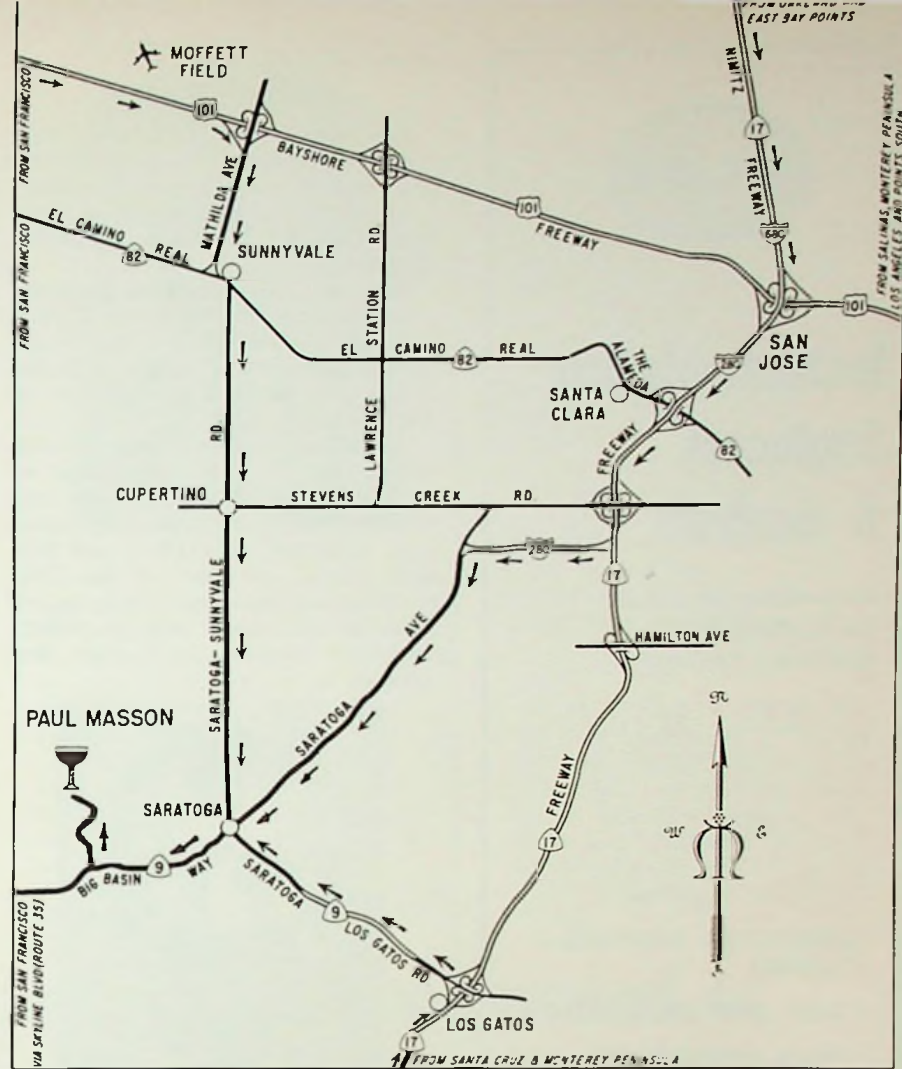 FROM OAKLAND AND
EAST BAY POINTS
MOFFETT
FIELD
FROM SAN FRANCISCO
101
NIMITZ
17
FREEWAY
680
FROM SALINAS, MONTEREY PENINSULA
LOS ANGELES AND POINTS SOUTH
BAYSHORE
101
FREEWAY
101
MATHILDA AVE
EL CAMINO
82
REAL
SUNNYVALE
FROM SAN FRANCISCO
LAWRENCE STATION RD
EL CAMINO
82
REAL
THE
ALAMEDA
SAN
JOSE
280
SANTA
CLARA
FREEWAY
82
CUPERTINO
STEVENS CREEK RD
280
17
HAMILTON AVE
SARATOGA-SUNNYVALE RD
SARATOGA AVE
PAUL MASSON
SARATOGA
BIG BASIN
9
WAY
SARATOGA
9
LOS GATOS RD
FREEWAY
17
N
W
E
S
FROM SAN FRANCISCO
VIA SKYLINE BLVD (ROUTE 35)
LOS GATOS
17
FROM SANTA CRUZ & MONTEREY PENINSULA